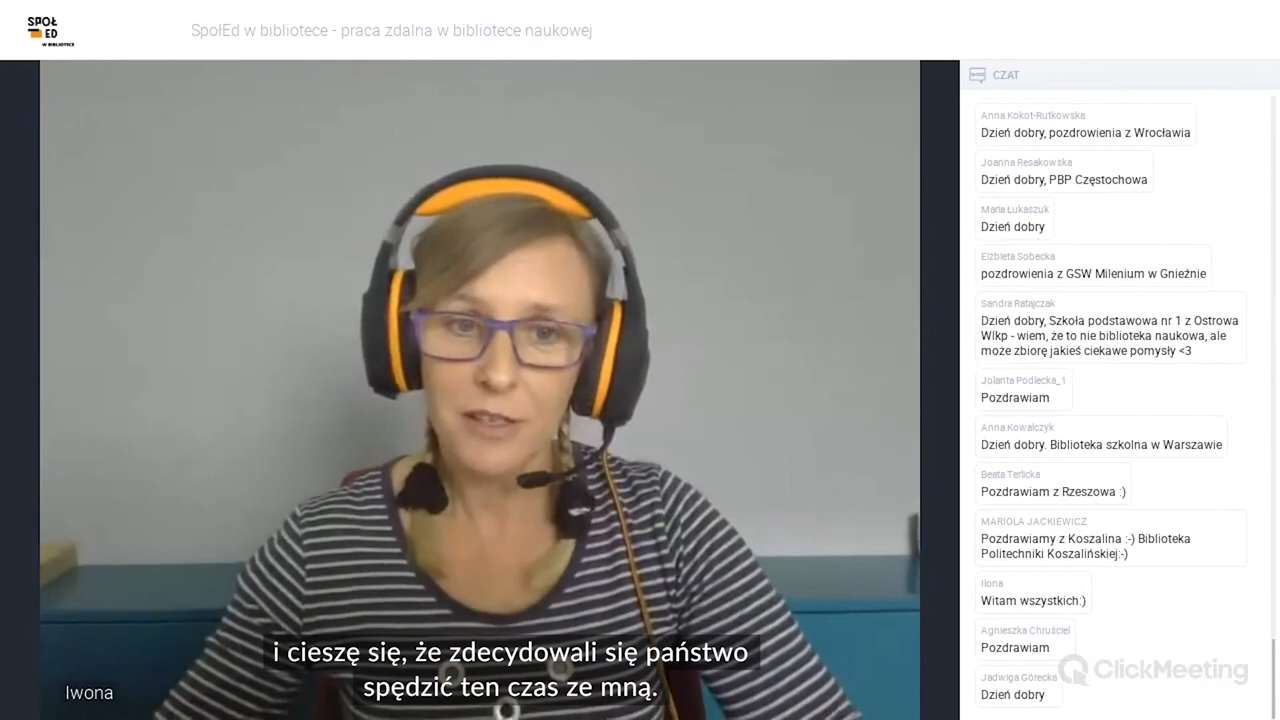 SPOŁ
ED
W BIBLIOTECE
SpołEd w bibliotece - praca zdalna w bibliotece naukowej
CZAT
Anna Kokot-Rutkowska
Dzień dobry, pozdrowienia z Wrocławia
Joanna Resakowska
Dzień dobry, PBP Częstochowa
Maria Łukaszuk
Dzień dobry
Elżbieta Sobecka
pozdrowienia z GSW Milenium w Gnieźnie
Sandra Ratajczak
Dzień dobry, Szkoła podstawowa nr 1 z Ostrowa
Wlkp - wiem, że to nie biblioteka naukowa, ale
może zbiorę jakieś ciekawe pomysły <3
Jolanta Podlecka_1
Pozdrawiam
Anna Kowalczyk
Dzień dobry. Biblioteka szkolna w Warszawie
Beata Terlicka
Pozdrawiam z Rzeszowa :)
MARIOLA JACKIEWICZ
Pozdrawiamy z Koszalina :-) Biblioteka
Politechniki Koszalińskiej:-)
Ilona
Witam wszystkich:)
Agnieszka Chruściel
Pozdrawiam
Jadwiga Górecka
Dzień dobry
ClickMeeting
i cieszę się, że zdecydowali się państwo
spędzić ten czas ze mną.
Iwona